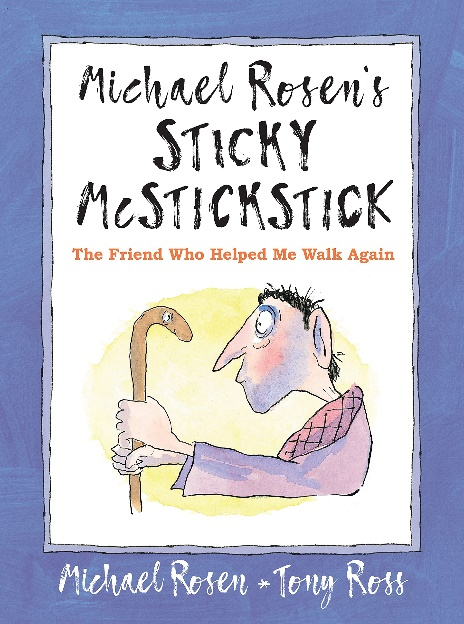 Michael Rosen's
STICKY
McSTICKSTICK
The Friend Who Helped Me Walk Again
Michael Rosen * Tony Ross